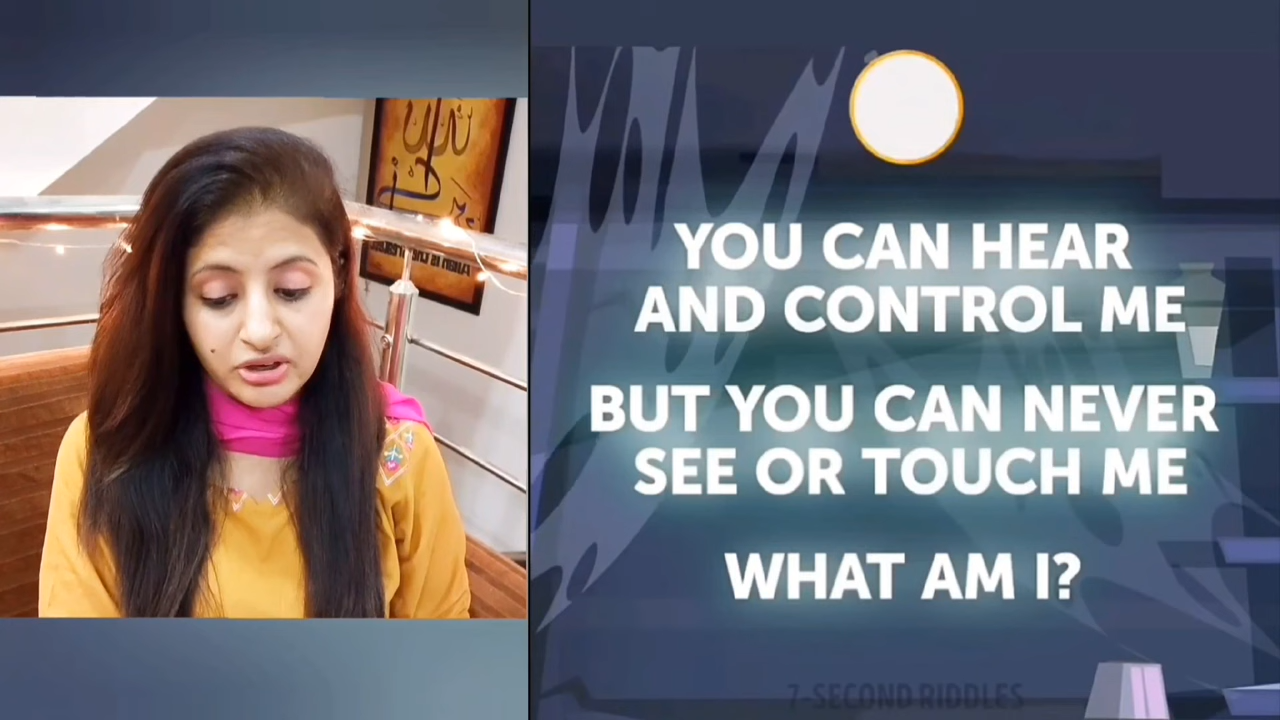 YOU CAN HEAR
AND CONTROL ME
BUT YOU CAN NEVER
SEE OR TOUCH ME
WHAT AM I?
7-SECOND RIDDLES